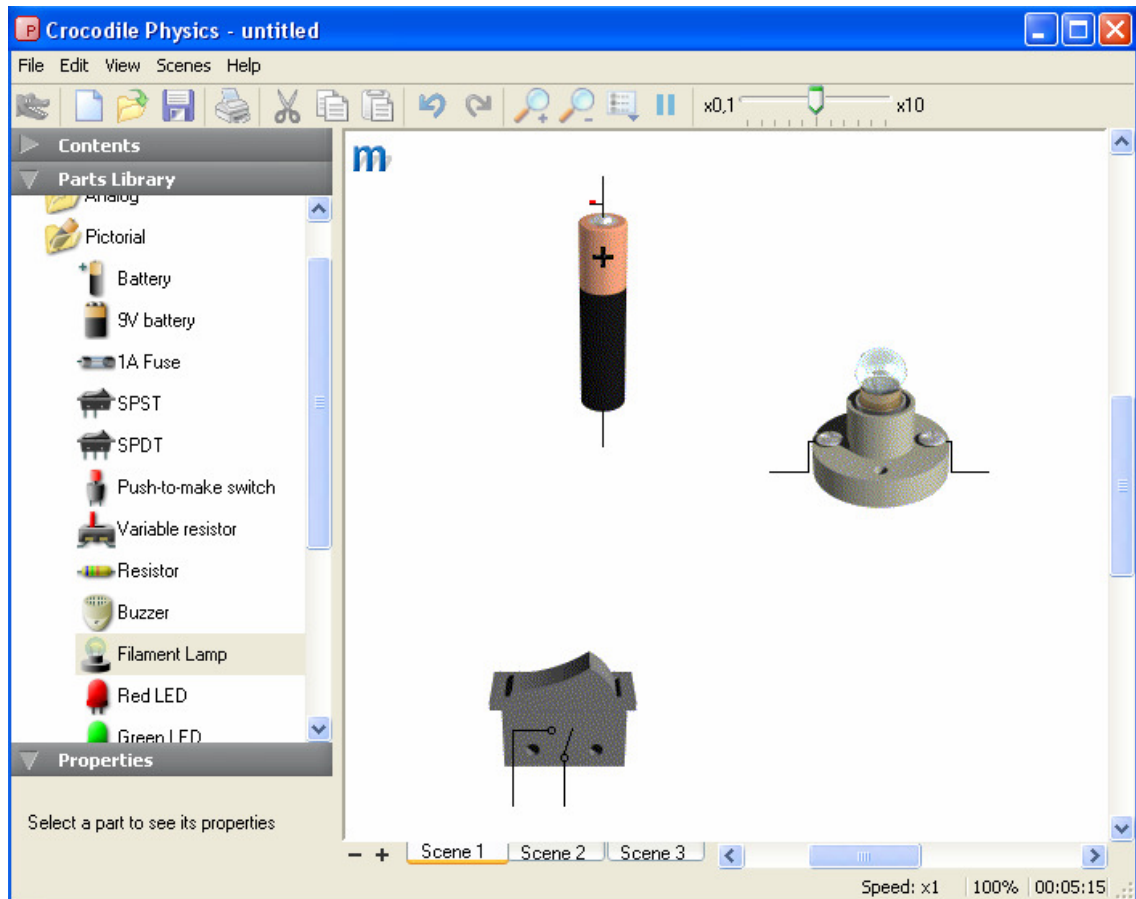 Crocodile Physics - untitled
File Edit View Scenes Help
x0,1 x10
Contents
Parts Library
Analog
Pictorial
Battery
9V battery
1A Fuse
SPST
SPDT
Push-to-make switch
Variable resistor
Resistor
Buzzer
Filament Lamp
Red LED
Green LED
Properties
Select a part to see its properties
m
+
- + Scene 1 Scene 2 Scene 3
Speed: x1 100% 00:05:15